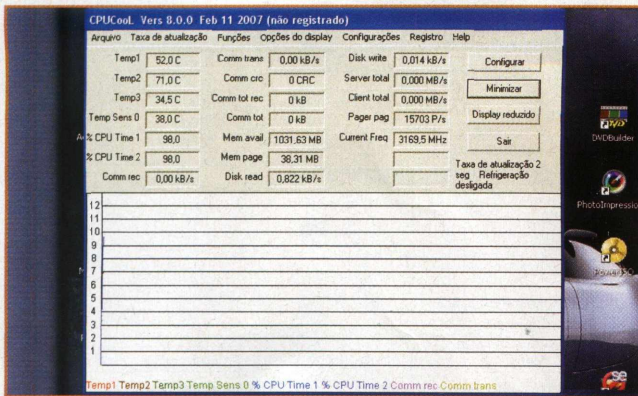 CPUCooL Vers 8.0.0 Feb 11 2007 (não registrado)
Arquivo Taxa de atualização Funções Opções do display Configurações Registro Help
Temp1 52,0 C Comm trans 0,00 kB/s Disk write 0,014 kB/s Configurar
Temp2 71,0 C Comm crc 0 CRC Server total 0,000 MB/s Minimizar
Temp3 34,5 C Comm tot rec 0 kB Client total 0,000 MB/s
Temp Sens 0 38,0 C Comm tot 0 kB Pager pag 15703 P/s Display reduzido
% CPU Time 1 98,0 Mem avail 1031,63 MB Current Freq 3169,5 MHz Sair
% CPU Time 2 98,0 Mem page 38,31 MB
Comm rec 0,00 kB/s Disk read 0,822 kB/s
Taxa de atualização 2
seg Refrigeração
desligada
12
11
10
9
8
7
6
5
4
3
2
1
Temp1 Temp2 Temp3 Temp Sens 0 % CPU Time 1 % CPU Time 2 Comm rec Comm trans
DVD
DVDBuilder
PhotoImpressio
se